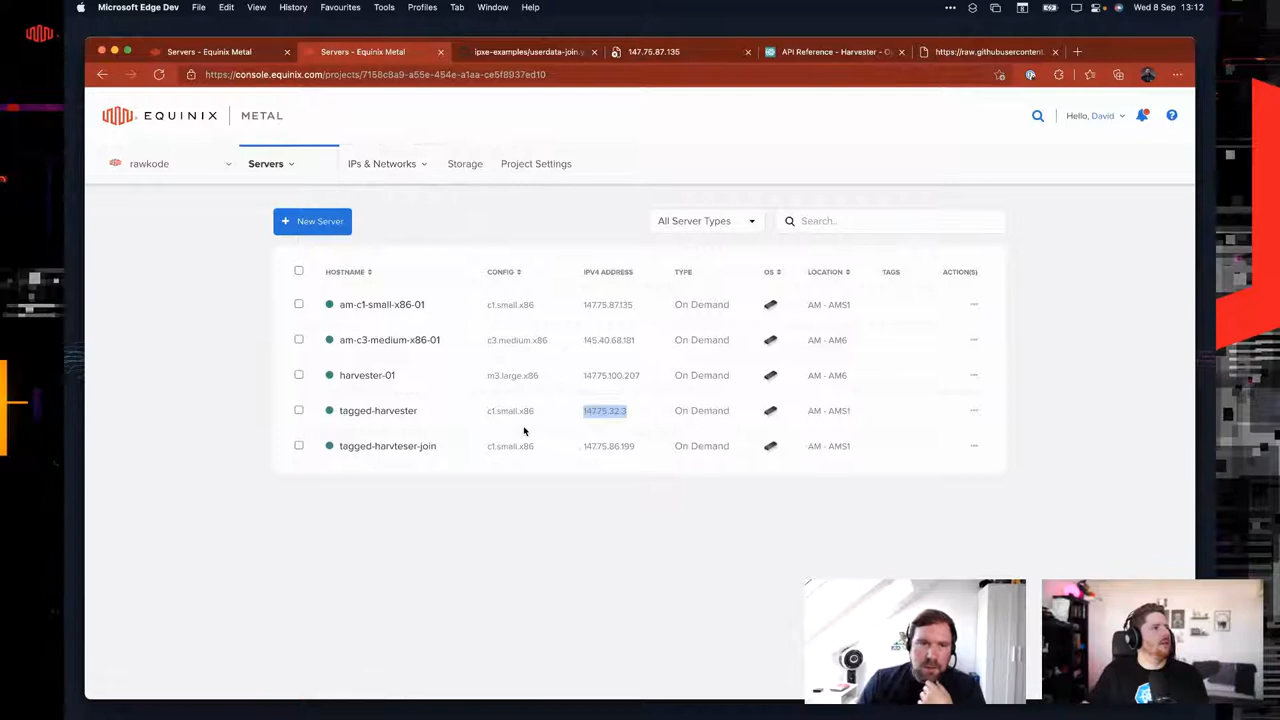 Microsoft Edge Dev File Edit View History Favourites Tools Profiles Tab Window Help
Wed 8 Sep 13:12
Servers - Equinix Metal
Servers - Equinix Metal
ipxe-examples/userdata-join.y
147.75.87.135
API Reference - Harvester - O
https://raw.githubusercontent.
https://console.equinix.com/projects/7158c8a9-a55e-454e-a1aa-ce5f8937ed10
EQUINIX METAL
Hello, David
rawkode
Servers
IPs & Networks
Storage
Project Settings
+ New Server
All Server Types
Search..
HOSTNAME CONFIG IPV4 ADDRESS TYPE OS LOCATION TAGS ACTION(S)
am-c1-small-x86-01 c1.small.x86 147.75.87.135 On Demand AM - AMS1
am-c3-medium-x86-01 c3.medium.x86 145.40.68.181 On Demand AM - AM6
harvester-01 m3.large.x86 147.75.100.207 On Demand AM - AM6
tagged-harvester c1.small.x86 147.75.32.3 On Demand AM - AMS1
tagged-harvteser-join c1.small.x86 147.75.86.199 On Demand AM - AMS1